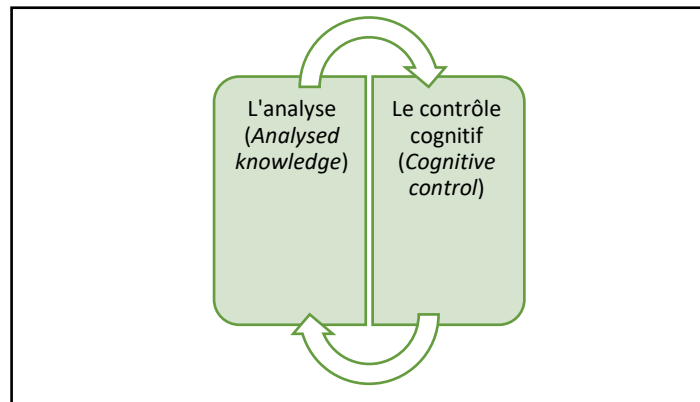 L'analyse
(Analysed
knowledge)
Le contrôle
cognitif
(Cognitive
control)